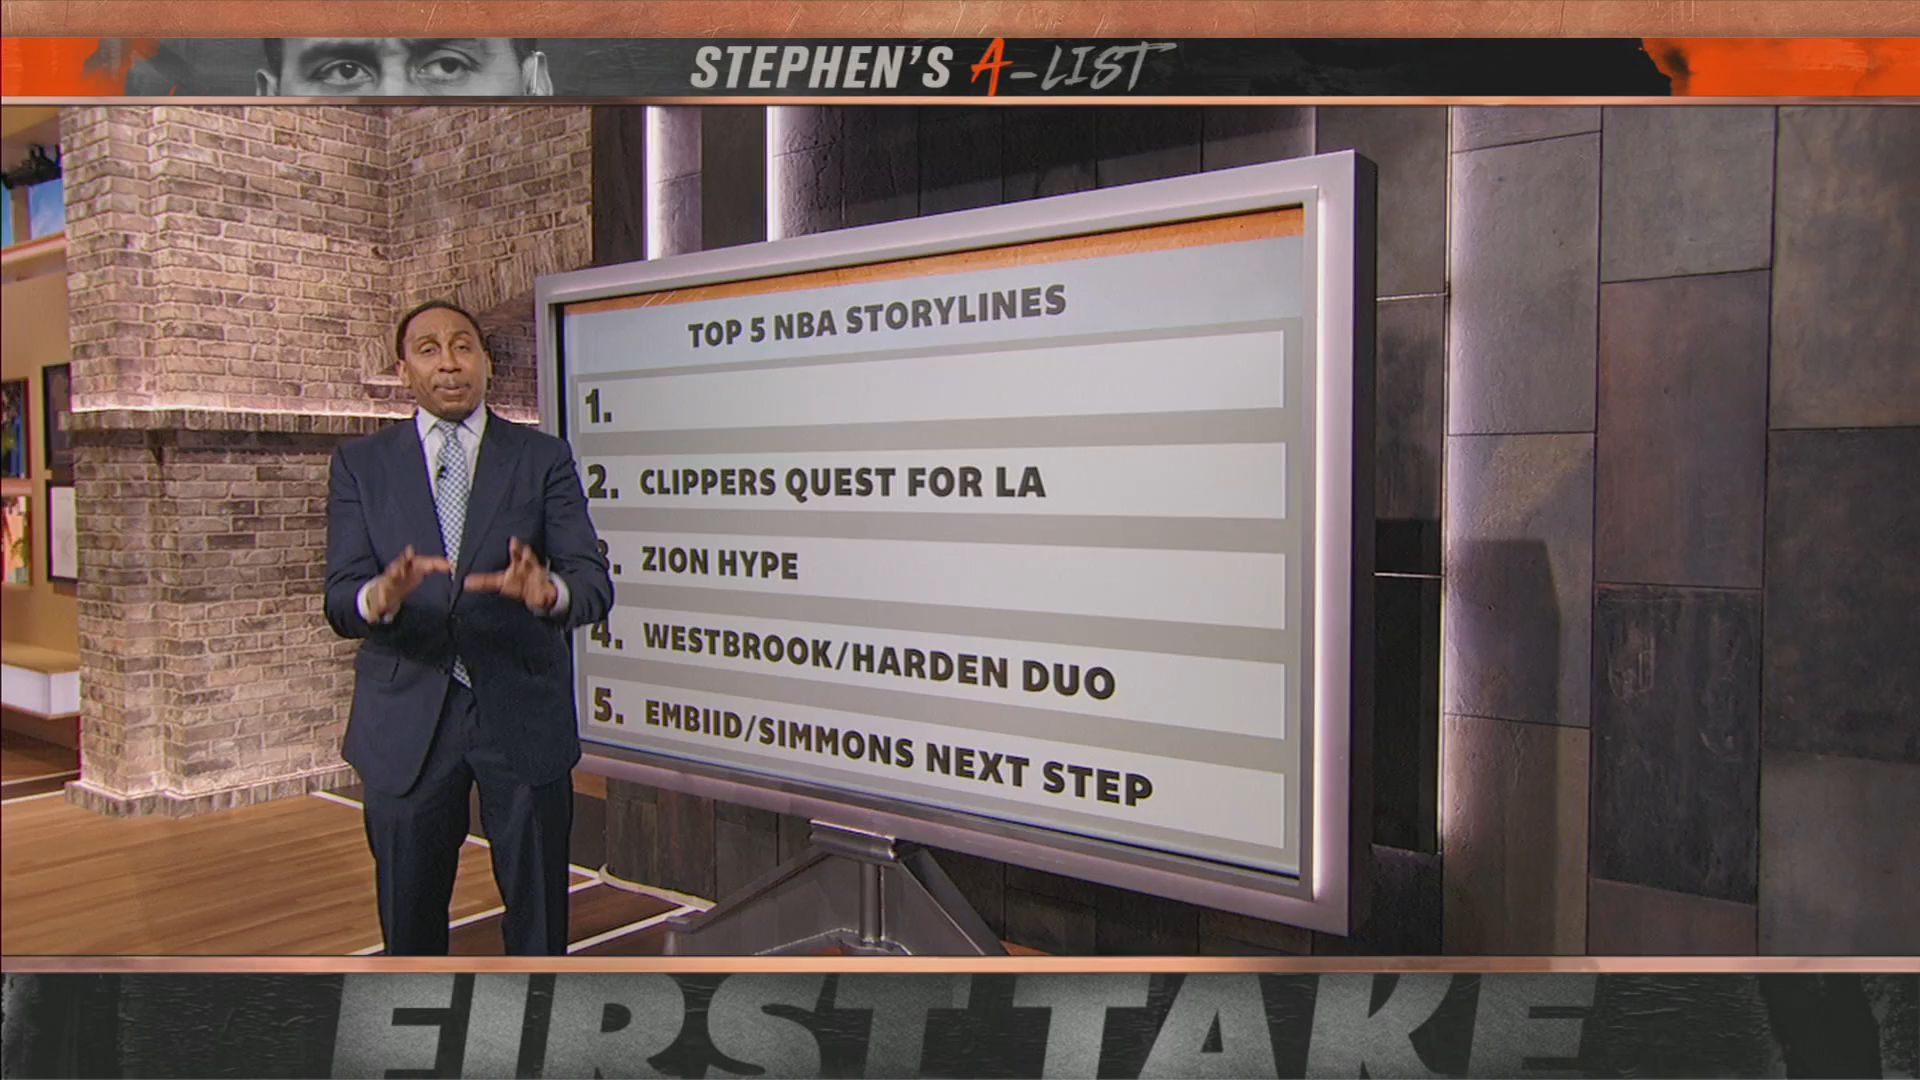 STEPHEN'S A-LIST
TOP 5 NBA STORYLINES
1.
2. CLIPPERS QUEST FOR LA
3. ZION HYPE
4. WESTBROOK/HARDEN DUO
5. EMBIID/SIMMONS NEXT STEP
FIRST TAKE